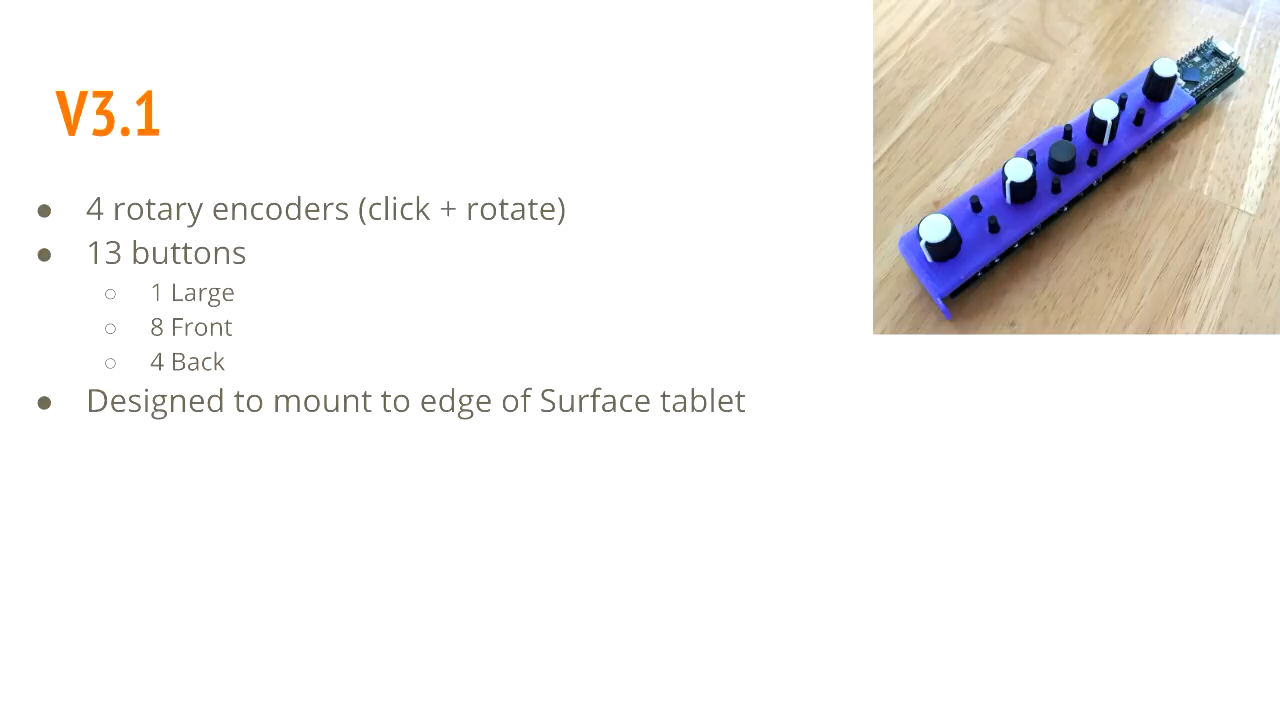 V3.1
● 4 rotary encoders (click + rotate)
● 13 buttons
○ 1 Large
○ 8 Front
○ 4 Back
● Designed to mount to edge of Surface tablet